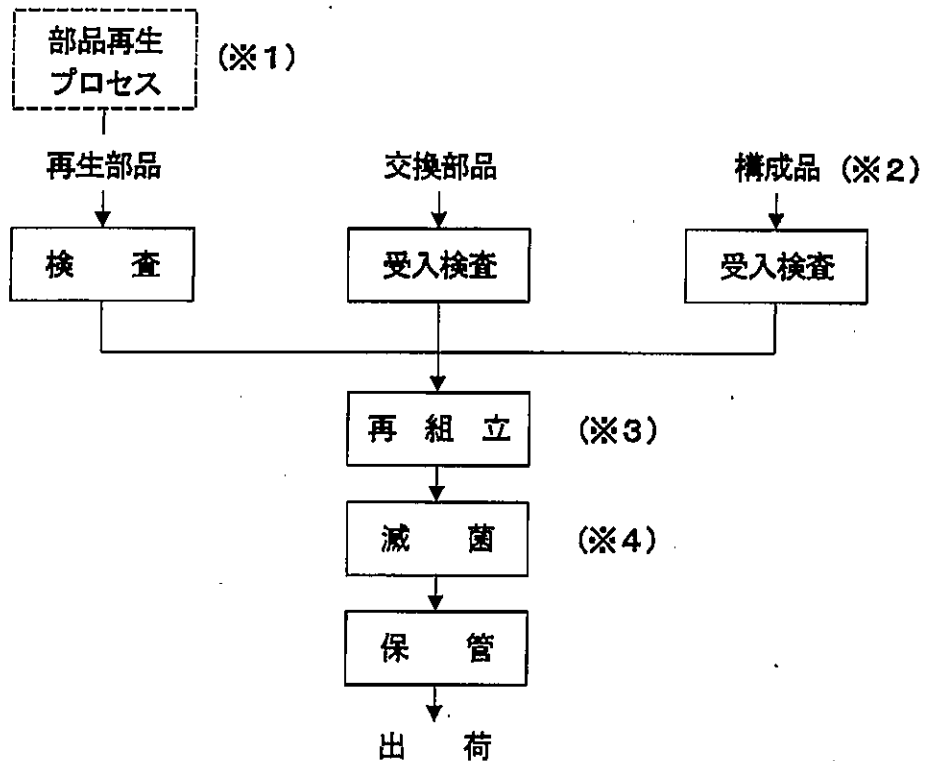 部品再生
プロセス
(※1)
再生部品
交換部品
構成品 (※2)
検 査
受入検査
受入検査
再 組 立
(※3)
滅 菌
(※4)
保 管
出 荷